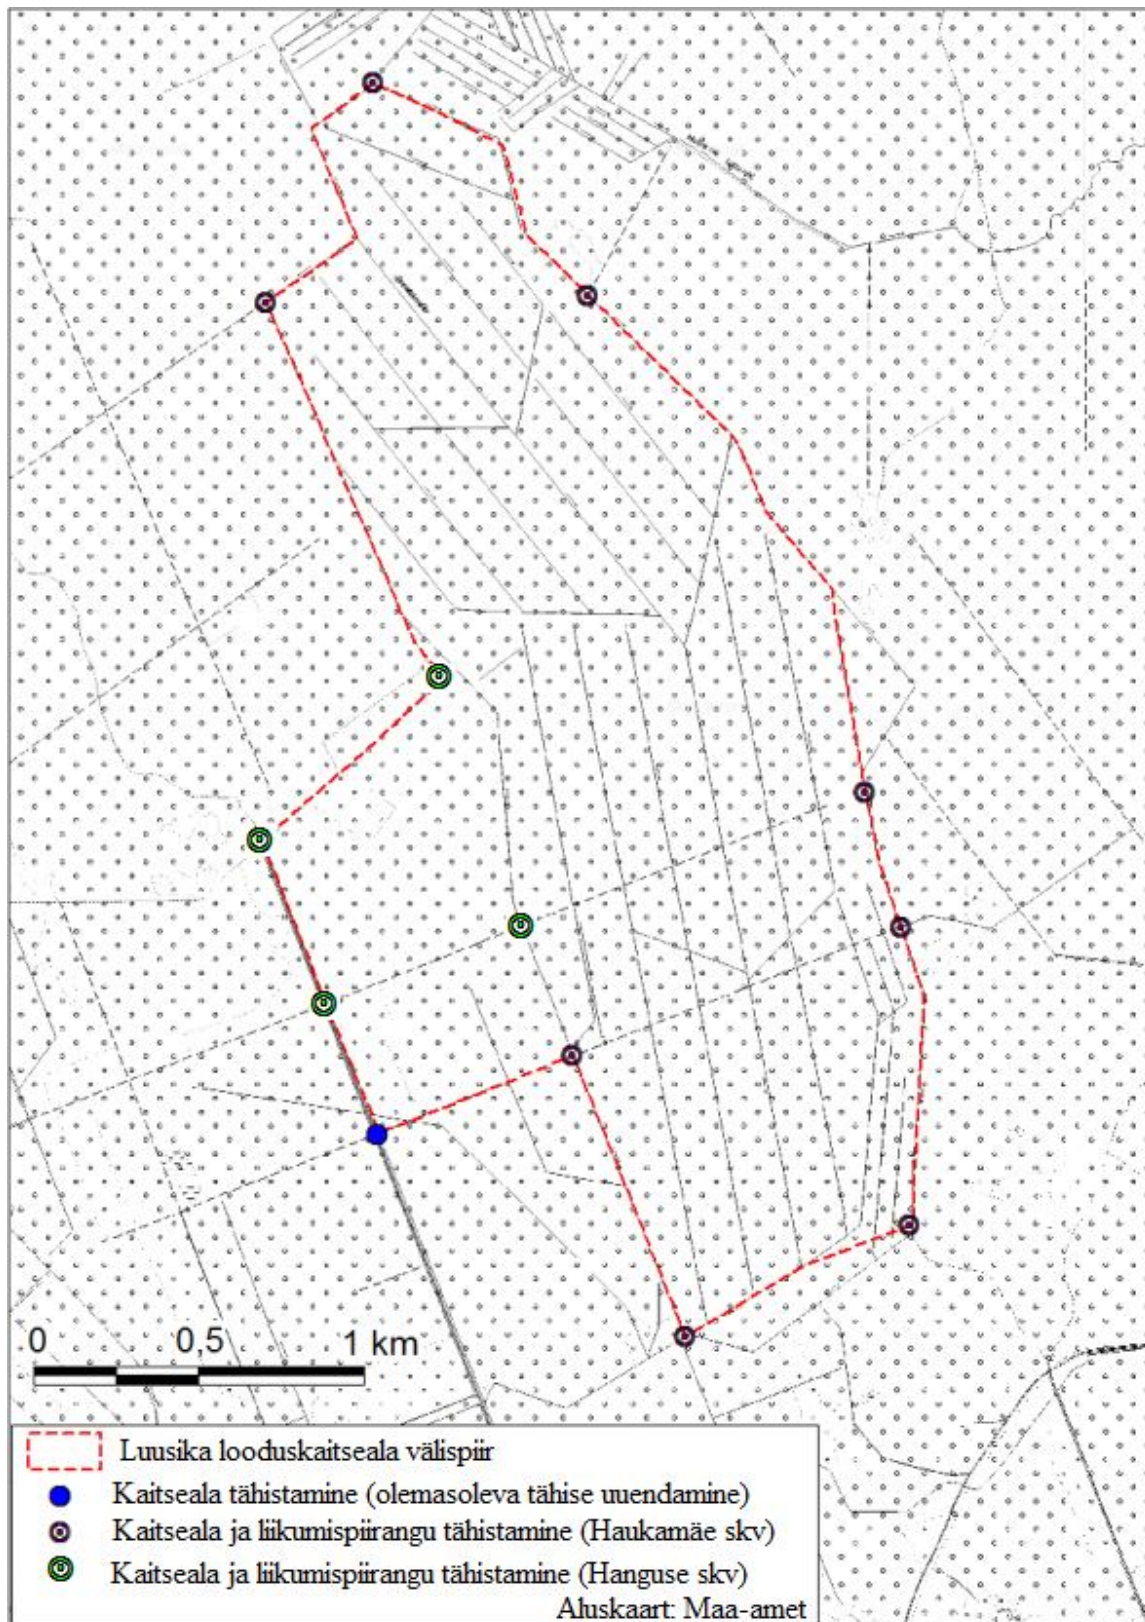 0 0,5 1 km
Luusika looduskaitseala välispiir
Kaitseala tähistamine (olemasoleva tähise uuendamine)
Kaitseala ja liikumispiirangu tähistamine (Haukamäe skv)
Kaitseala ja liikumispiirangu tähistamine (Hanguse skv)
Aluskaart: Maa-amet